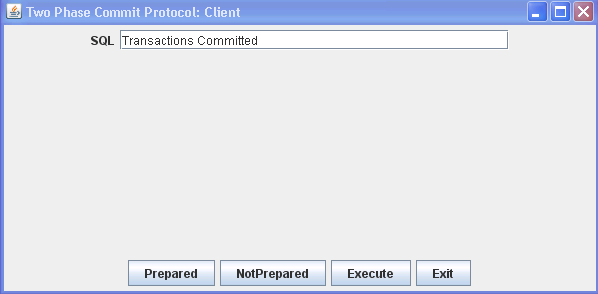 Two Phase Commit Protocol: Client
SQL Transactions Committed
Prepared NotPrepared Execute Exit